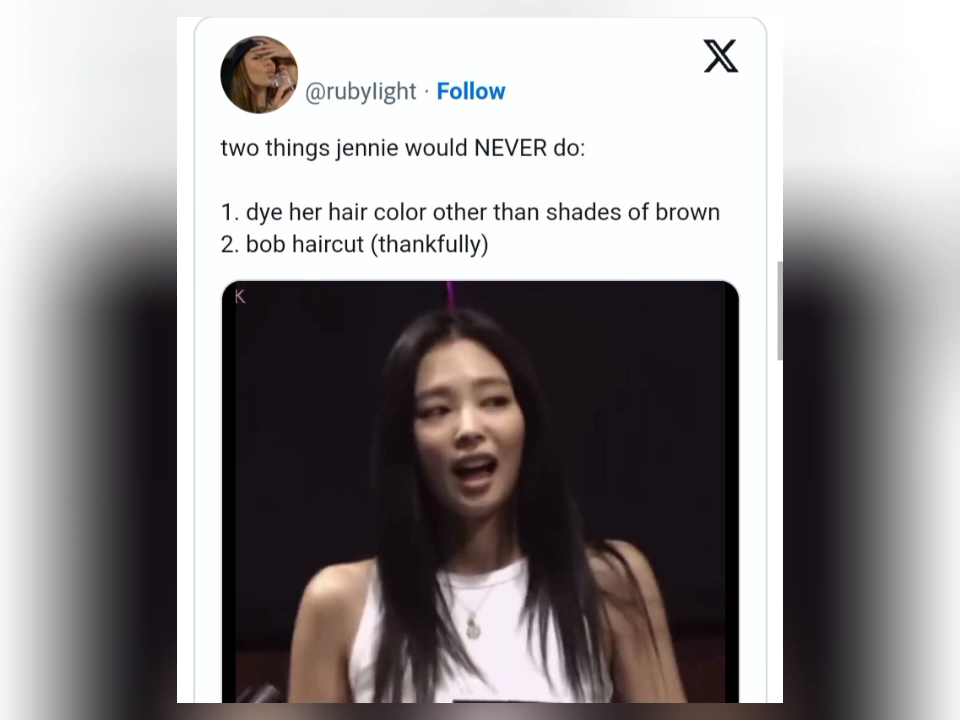 @rubylight · Follow
two things jennie would NEVER do:
1. dye her hair color other than shades of brown
2. bob haircut (thankfully)
K